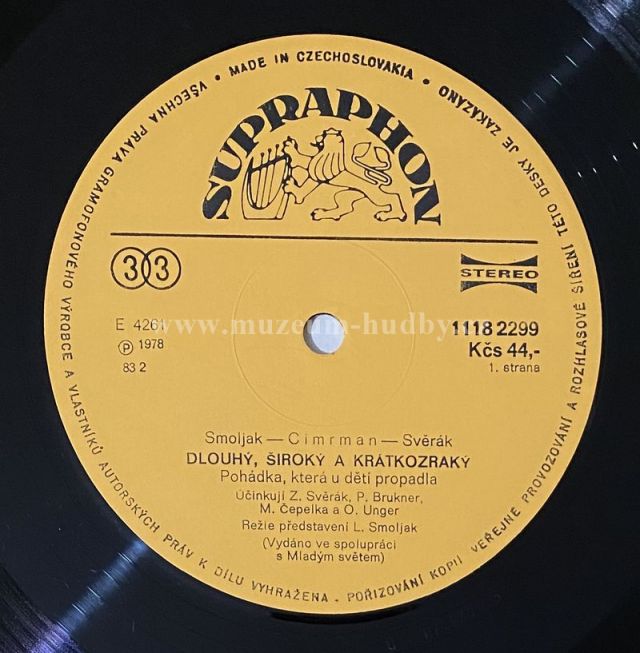 VŠECHNA PRÁVA GRAMOFONOVÉHO VÝROBCE A VLASTNÍKŮ AUTORSKÝCH PRÁV K DÍLU VYHRAŽENA . POŘIZOVÁNÍ KOPIÍ VEŘEJNÉ PROVOZOVÁNÍ A ROZHLASOVÉ ŠÍŘENÍ TÉTO DESKY JE ZAKÁZÁNO • MADE IN CZECHOSLOVAKIA •
SUPRAPHON
33
STEREO
E 4261
1118 2299
www.muzeum-hudby
Ⓟ 1978
Kčs 44,-
83 2
1. strana
Smoljak — Cimrman — Svěrák
DLOUHÝ, ŠIROKÝ A KRÁTKOZRAKÝ
Pohádka, která u dětí propadla
Účinkují Z. Svěrák, P. Brukner,
M. Čepelka a O. Unger
Režie představení L. Smoljak
(Vydáno ve spolupráci
s Mladým světem)